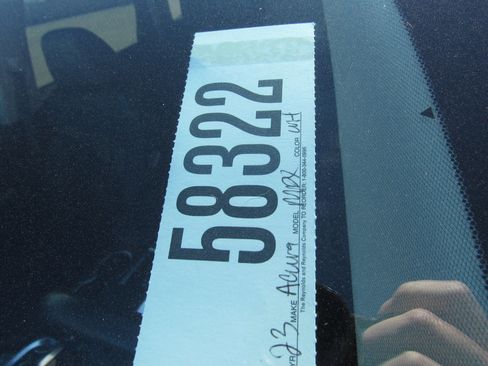 58322
YR 23 MAKE Acura MODEL MDX COLOR WH
The Reynolds and Reynolds Company TO REORDER: 1-800-344-0996